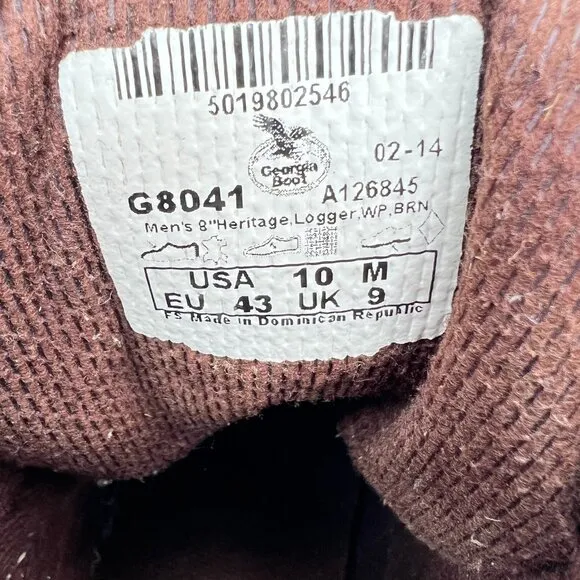 5019802546
Georgia
Boot
02-14
G8041
A126845
Men's 8"Heritage,Logger,WP,BRN
USA 10 M
EU 43 UK 9
FS Made in Dominican Republic